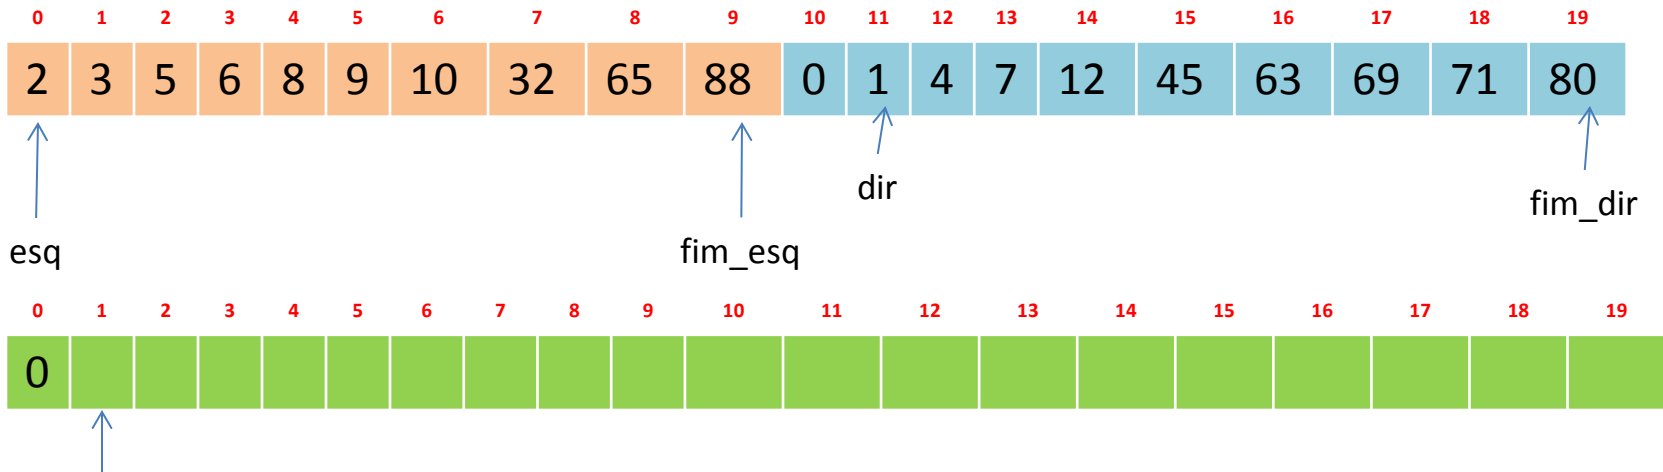 0 1 2 3 4 5 6 7 8 9 10 11 12 13 14 15 16 17 18 19
2 3 5 6 8 9 10 32 65 88 0 1 4 7 12 45 63 69 71 80
dir
fim_dir
esq fim_esq
0 1 2 3 4 5 6 7 8 9 10 11 12 13 14 15 16 17 18 19
0